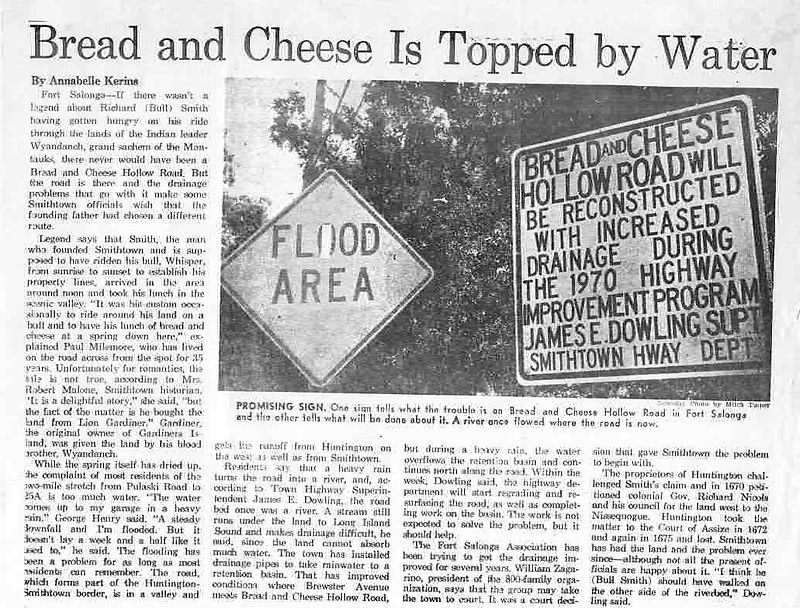 Bread and Cheese Is Topped by Water
By Annabelle Kerins
Fort Salonga—If there wasn't a
legend about Richard (Bull) Smith
having gotten hungry on his ride
through the lands of the Indian leader
Wyandanch, grand sachem of the Mon-
tauks, there never would have been a
Bread and Cheese Hollow Road. But
the road is there and the drainage
problems that go with it make some
Smithtown officials wish that the
founding father had chosen a different
route.
Legend says that Smith, the man
who founded Smithtown and is sup-
posed to have ridden his bull, Whisper,
from sunrise to sunset to establish his
property lines, arrived in the area
around noon and took his lunch in the
scenic valley. "It was his custom occa-
sionally to ride around his land on a
bull and to have his lunch of bread and
cheese at a spring down here," ex-
plained Paul Milemore, who has lived
on the road across from the spot for 35
years. Unfortunately for romantics, the
tale is not true, according to Mrs.
Robert Malone, Smithtown historian.
"It is a delightful story," she said, "but
the fact of the matter is he bought the
land from Lion Gardiner." Gardiner,
the original owner of Gardiners Is-
land, was given the land by his blood
brother, Wyandanch.
While the spring itself has dried up,
the complaint of most residents of the
two-mile stretch from Pulaski Road to
25A is too much water. "The water
comes up to my garage in a heavy
rain," George Henry said. "A steady
downfall and I'm flooded. But it
doesn't lay a week and a half like it
used to," he said. The flooding has
been a problem for as long as most
residents can remember. The road,
which forms part of the Huntington-
Smithtown border, is in a valley and
FLOOD
AREA
BREAD AND CHEESE
HOLLOW ROAD WILL
BE RECONSTRUCTED
WITH INCREASED
DRAINAGE DURING
THE 1970 HIGHWAY
IMPROVEMENT PROGRAM
JAMES E. DOWLING SUPT
SMITHTOWN HWAY DEPT.
Photo by Mitch Turner
PROMISING SIGN. One sign tells what the trouble is on Bread and Cheese Hollow Road in Fort Salonga
and the other tells what will be done about it. A river once flowed where the road is now.
gets the runoff from Huntington on
the west as well as from Smithtown.
Residents say that a heavy rain
turns the road into a river, and, ac-
cording to Town Highway Superin-
tendent James E. Dowling, the road
bed once was a river. A stream still
runs under the land to Long Island
Sound and makes drainage difficult, he
said, since the land cannot absorb
much water. The town has installed
drainage pipes to take rainwater to a
retention basin. That has improved
conditions where Brewster Avenue
meets Bread and Cheese Hollow Road,
but during a heavy rain, the water
overflows the retention basin and con-
tinues north along the road. Within the
week, Dowling said, the highway de-
partment will start regrading and re-
surfacing the road, as well as complet-
ing work on the basin. The work is not
expected to solve the problem, but it
should help.
The Fort Salonga Association has
been trying to get the drainage im-
proved for several years. William Zaga-
rino, president of the 800-family orga-
nization, says that the group may take
the town to court. It was a court deci-
sion that gave Smithtown the problem
to begin with.
The proprietors of Huntington chal-
lenged Smith's claim and in 1670 peti-
tioned colonial Gov. Richard Nicols
and his council for the land west to the
Nissequogue. Huntington took the
matter to the Court of Assize in 1672
and again in 1675 and lost. Smithtown
has had the land and the problem ever
since—although not all the present of-
ficials are happy about it. "I think he
(Bull Smith) should have walked on
the other side of the riverbed," Dow-
ling said.